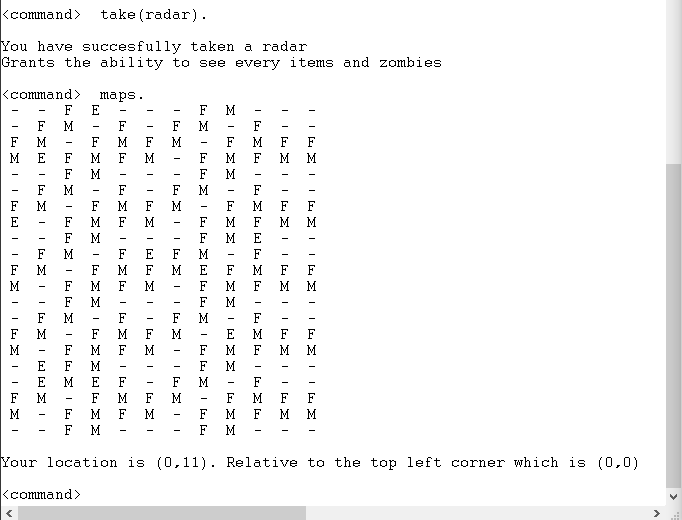 <command>  take(radar).
You have succesfully taken a radar
Grants the ability to see every items and zombies
<command>  maps.
- - F E - - - F M - - -
- F M - F - F M - F - -
F M - F M F M - F M F F
M E F M F M - F M F M M
- - F M - - - F M - - -
- F M - F - F M - F - -
F M - F M F M - F M F F
E - F M F M - F M F M M
- - F M - - - F M E - -
- F M - F E F M - F - -
F M - F M F M E F M F F
M - F M F M - F M F M M
- - F M - - - F M - - -
- F M - F - F M - F - -
F M - F M F M - E M F F
M - F M F M - F M F M M
- E F M - - - F M - - -
- E M E F - F M - F - -
F M - F M F M - F M F F
M - F M F M - F M F M M
- - F M - - - F M - - -
Your location is (0,11). Relative to the top left corner which is (0,0)
<command>